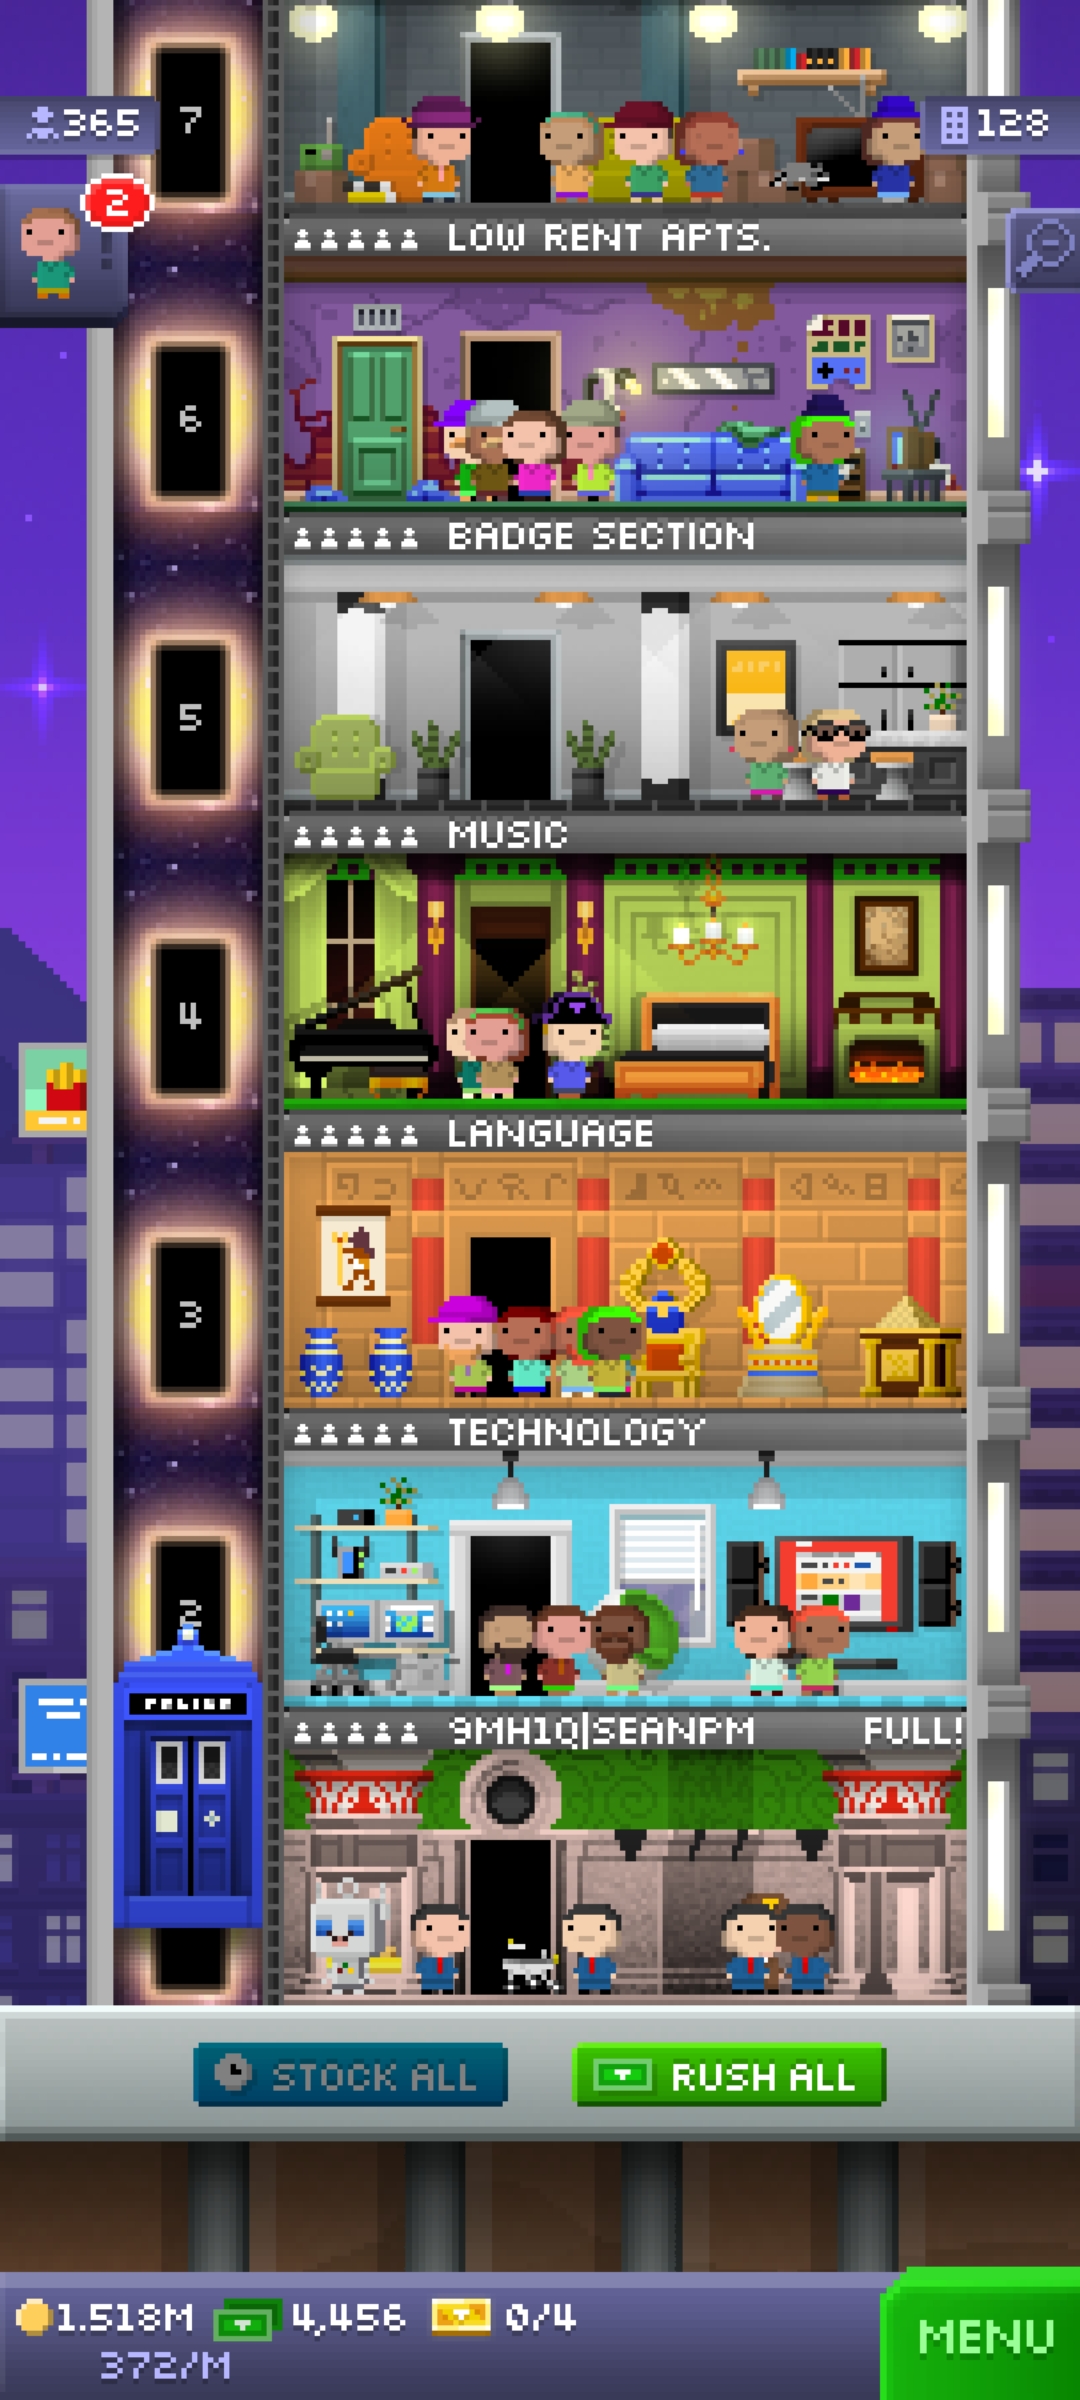 7
365
128
2
LOW RENT APTS.
6
BADGE SECTION
5
MUSIC
4
LANGUAGE
3
TECHNOLOGY
2
POLICE
9MH1Q|SEANPM FULL!
STOCK ALL
RUSH ALL
1.518M 4,456 0/4
372/M
MENU